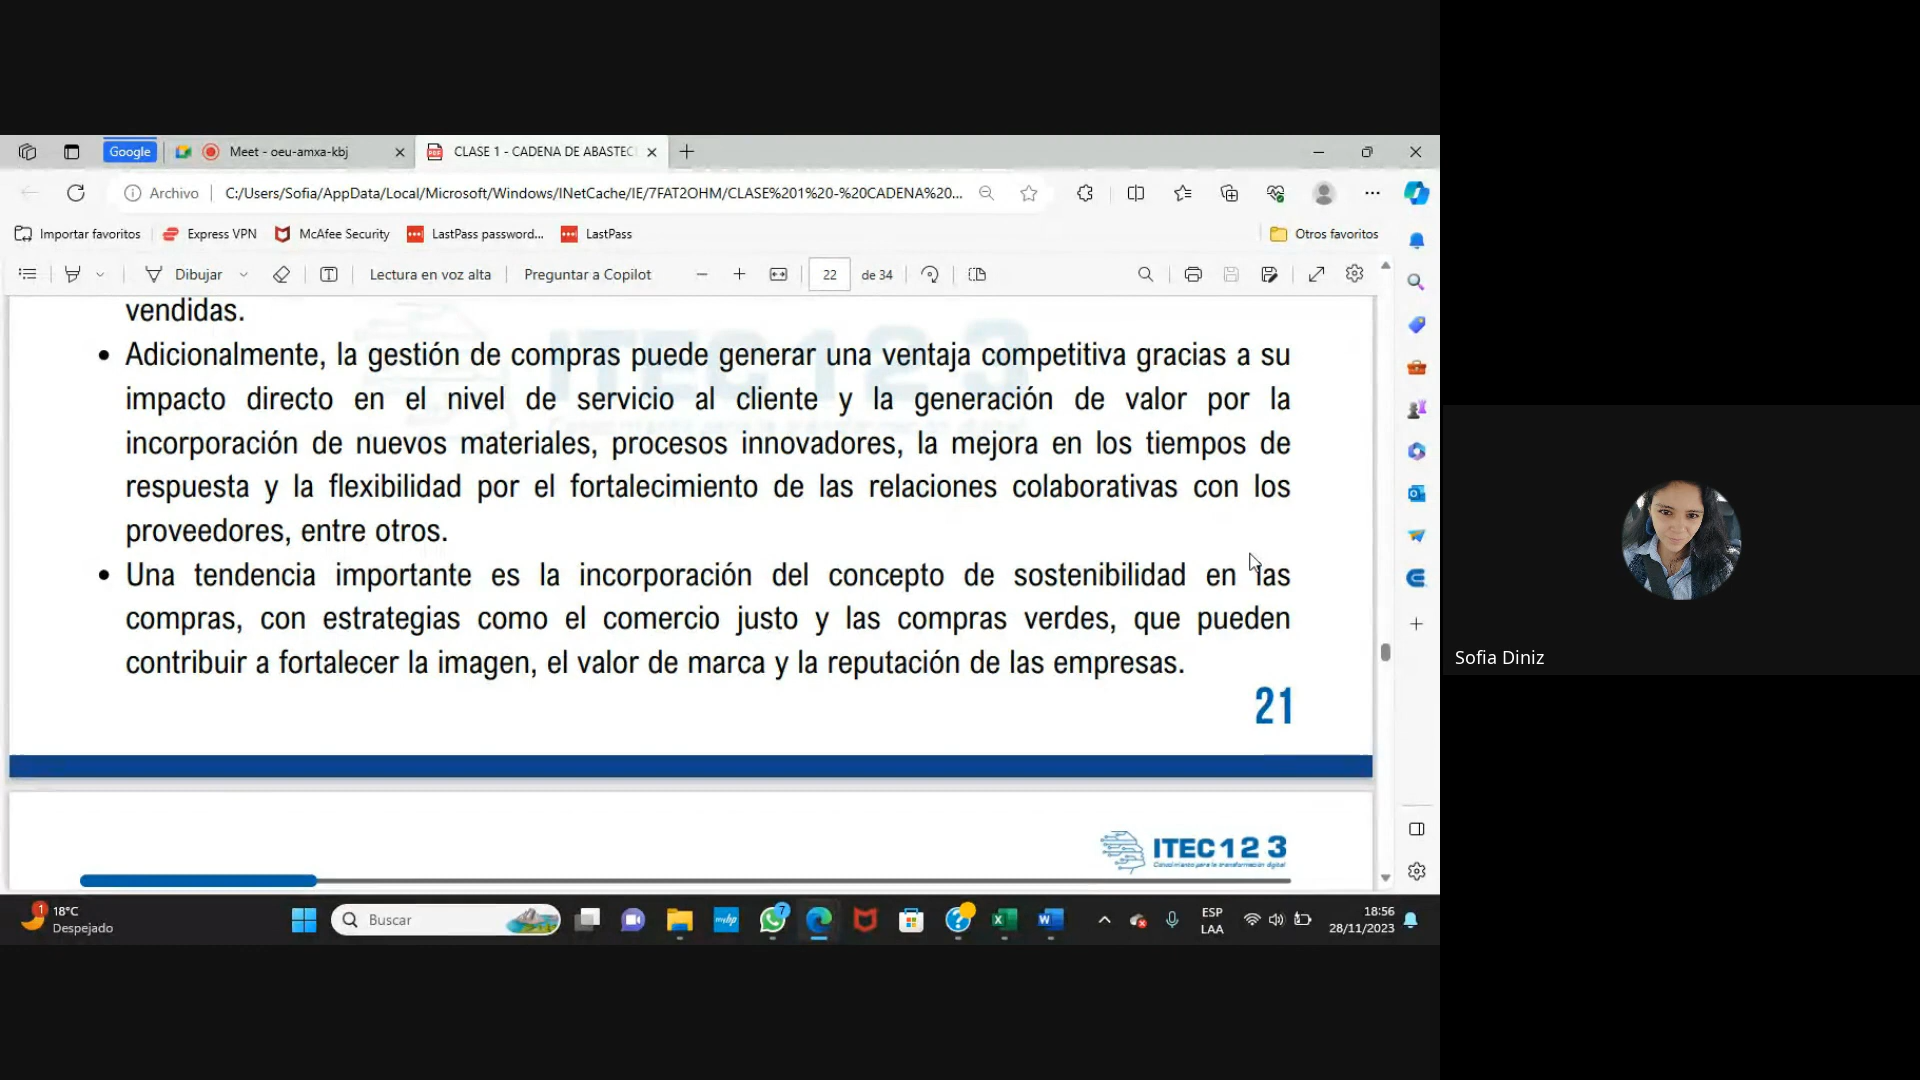 Google
Meet - oeu-amxa-kbj
CLASE 1 - CADENA DE ABASTEC
Archivo
C:/Users/Sofia/AppData/Local/Microsoft/Windows/INetCache/IE/7FAT2OHM/CLASE%201%20-%20CADENA%20...
Importar favoritos
Express VPN
McAfee Security
LastPass password...
LastPass
Otros favoritos
Dibujar
Lectura en voz alta
Preguntar a Copilot
22
de 34
vendidas.
• Adicionalmente, la gestión de compras puede generar una ventaja competitiva gracias a su
impacto directo en el nivel de servicio al cliente y la generación de valor por la
incorporación de nuevos materiales, procesos innovadores, la mejora en los tiempos de
respuesta y la flexibilidad por el fortalecimiento de las relaciones colaborativas con los
proveedores, entre otros.
• Una tendencia importante es la incorporación del concepto de sostenibilidad en las
compras, con estrategias como el comercio justo y las compras verdes, que pueden
contribuir a fortalecer la imagen, el valor de marca y la reputación de las empresas.
21
ITEC 1 2 3
Conocimiento para la transformación digital
Sofia Diniz
1
18°C
Despejado
Buscar
myhp
7
ESP
LAA
18:56
28/11/2023